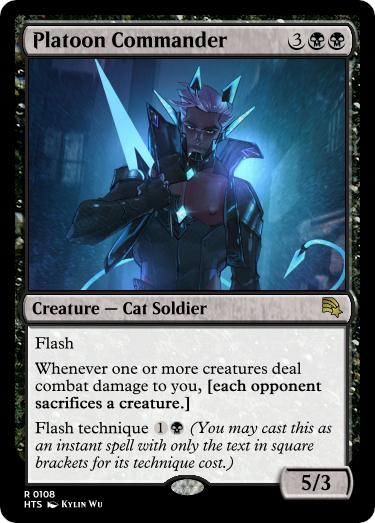 Platoon Commander 3
Creature — Cat Soldier
Flash
Whenever one or more creatures deal
combat damage to you, [each opponent
sacrifices a creature.]
Flash technique 1 (You may cast this
as an instant spell with only the text in square
brackets for its technique cost.)
5/3
R 0108
HTS KYLIN WU